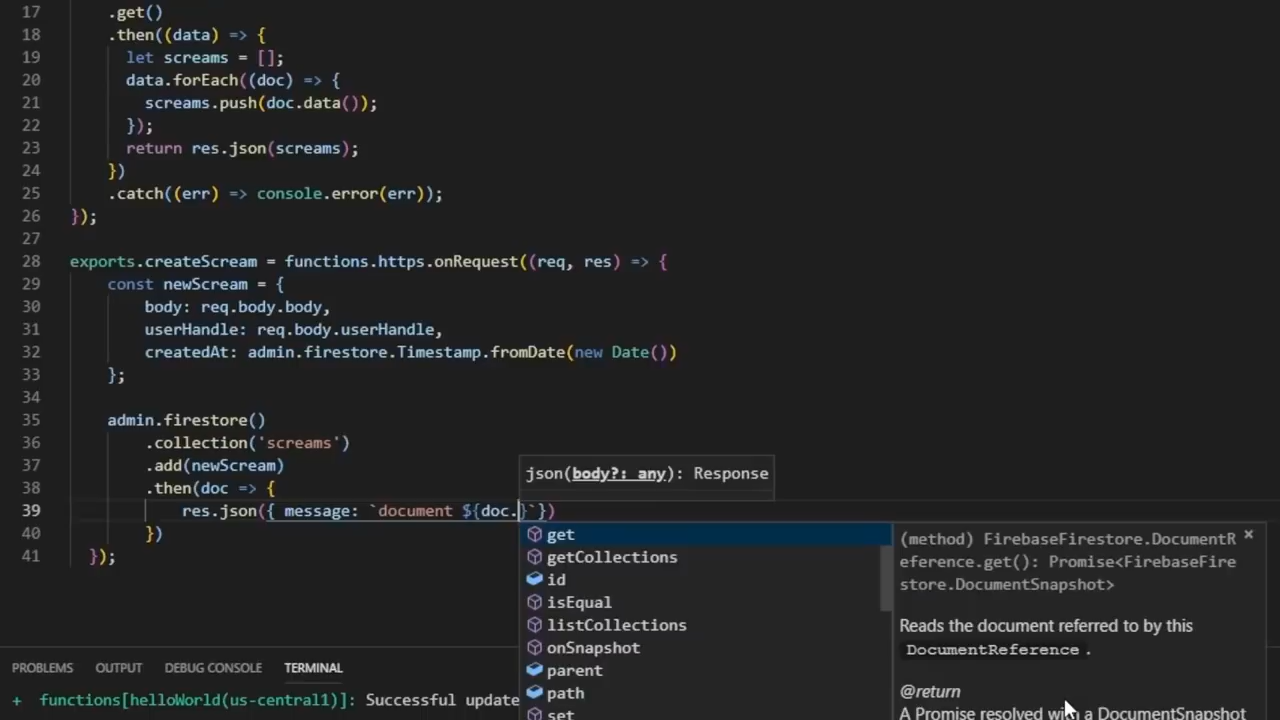 17 .get()
18 .then((data) => {
19 let screams = [];
20 data.forEach((doc) => {
21 screams.push(doc.data());
22 });
23 return res.json(screams);
24 })
25 .catch((err) => console.error(err));
26 });
27
28 exports.createScream = functions.https.onRequest((req, res) => {
29 const newScream = {
30 body: req.body.body,
31 userHandle: req.body.userHandle,
32 createdAt: admin.firestore.Timestamp.fromDate(new Date())
33 };
34
35 admin.firestore()
36 .collection('screams')
37 .add(newScream)
38 .then(doc => {
json(body?: any): Response
39 res.json({ message: `document ${doc.}`})
40 })
41 });
get
getCollections
id
isEqual
listCollections
onSnapshot
parent
path
set
(method) FirebaseFirestore.DocumentR
eference.get(): Promise<FirebaseFire
store.DocumentSnapshot>
Reads the document referred to by this
DocumentReference .
@return
A Promise resolved with a DocumentSnapshot
PROBLEMS OUTPUT DEBUG CONSOLE TERMINAL
+ functions[helloWorld(us-central1)]: Successful update